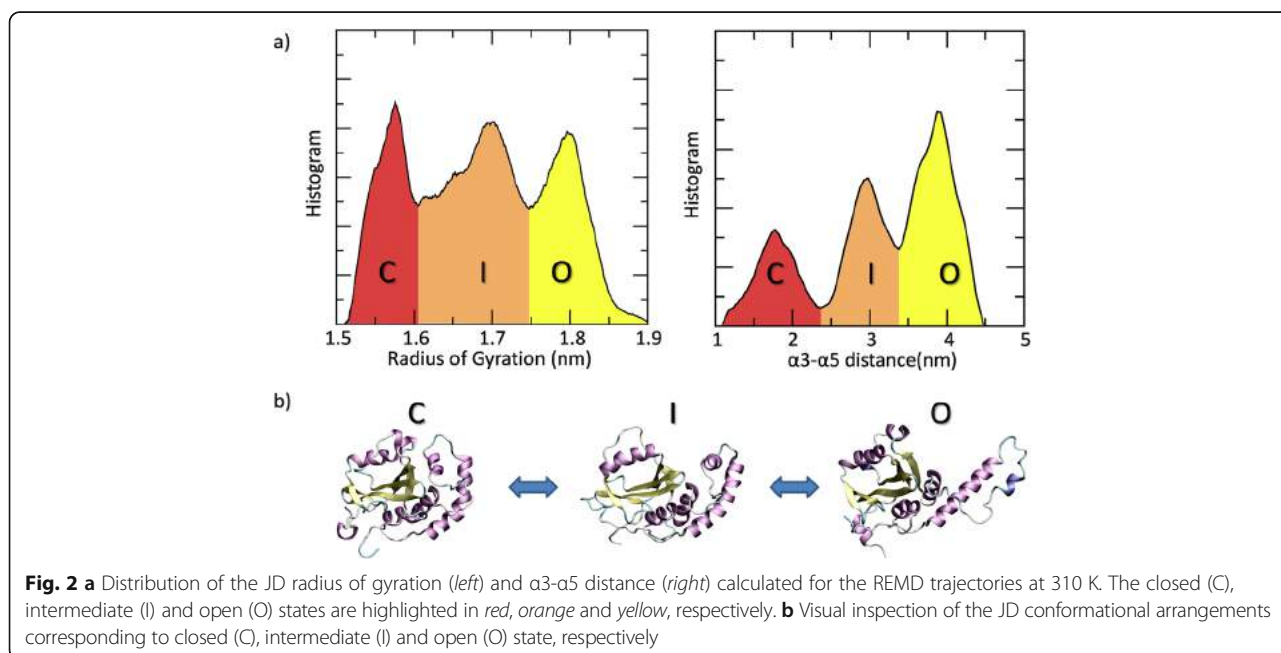 a)
Histogram
C I O
1.5 1.6 1.7 1.8 1.9
Radius of Gyration (nm)
Histogram
C I O
1 2 3 4 5
α3-α5 distance(nm)
b)
C I O
Fig. 2 a Distribution of the JD radius of gyration (left) and α3-α5 distance (right) calculated for the REMD trajectories at 310 K. The closed (C),
intermediate (I) and open (O) states are highlighted in red, orange and yellow, respectively. b Visual inspection of the JD conformational arrangements
corresponding to closed (C), intermediate (I) and open (O) state, respectively